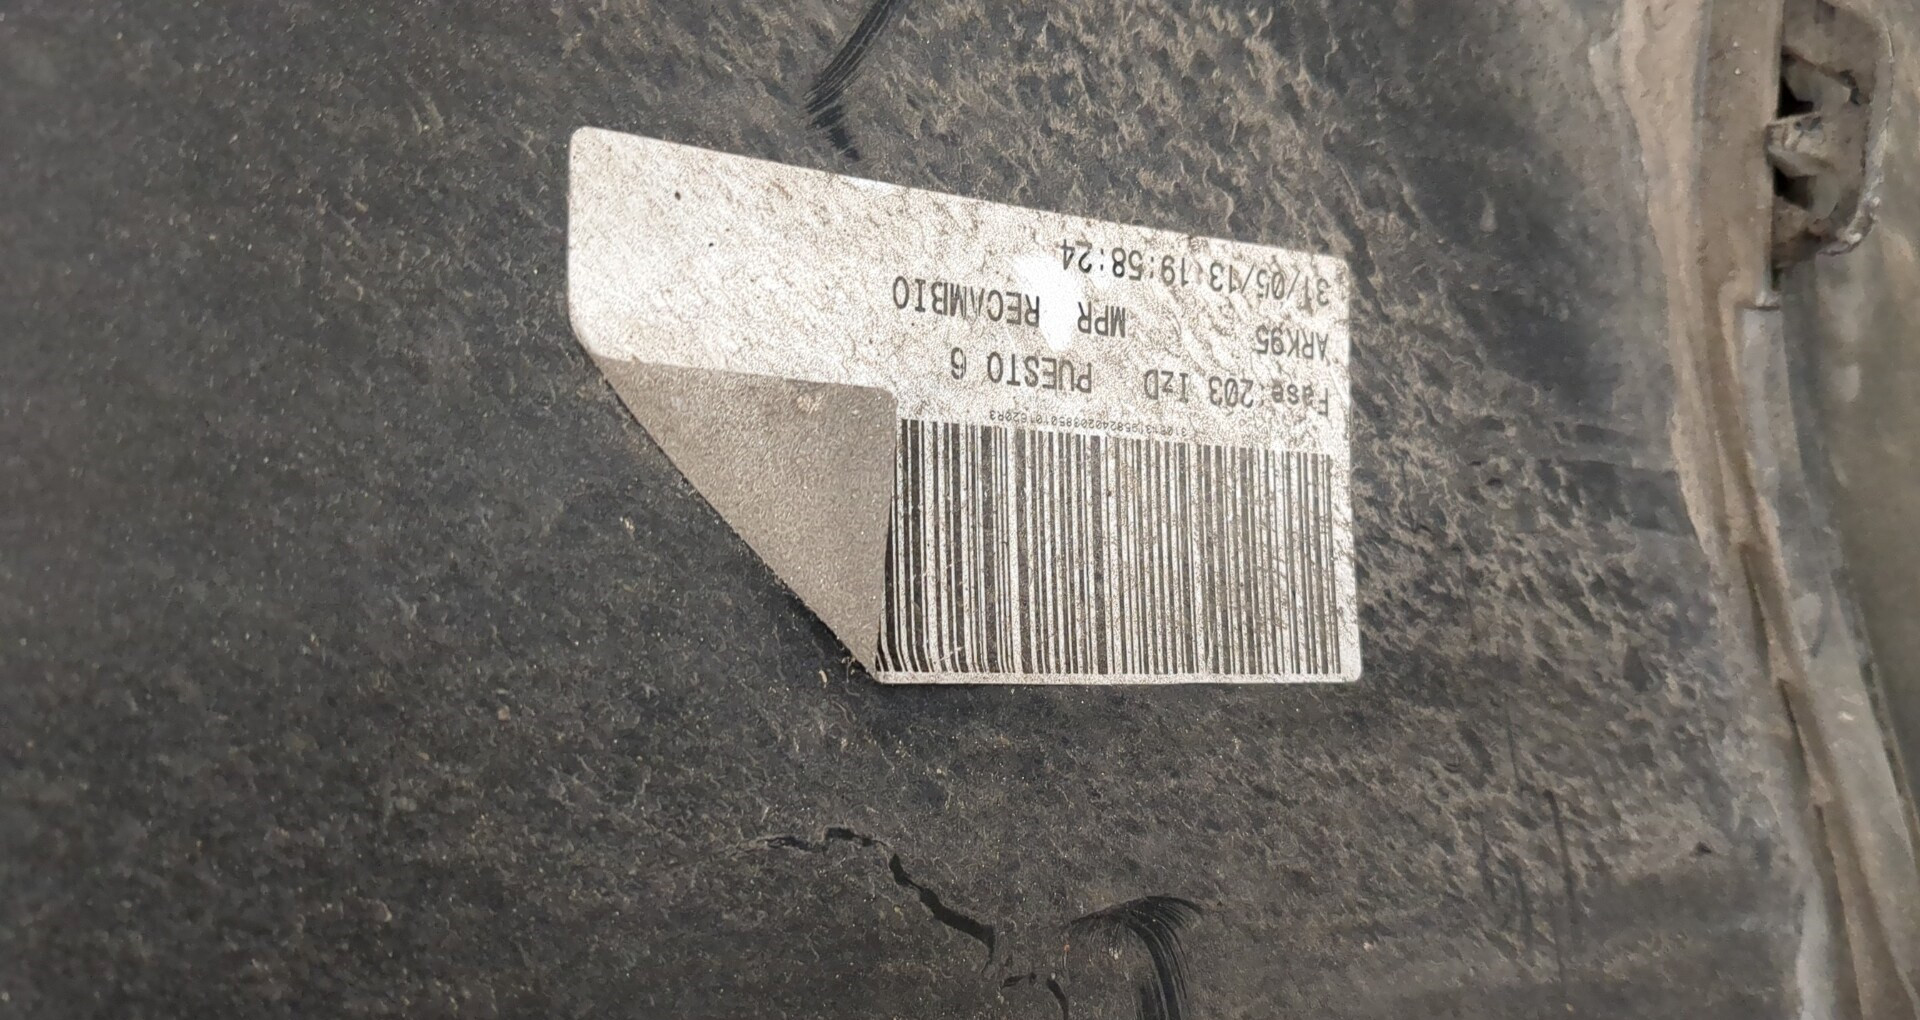 Fase:203 IzD PUESTO 6
ARK95 MPR RECAMBIO
31/05/13 19:58:24